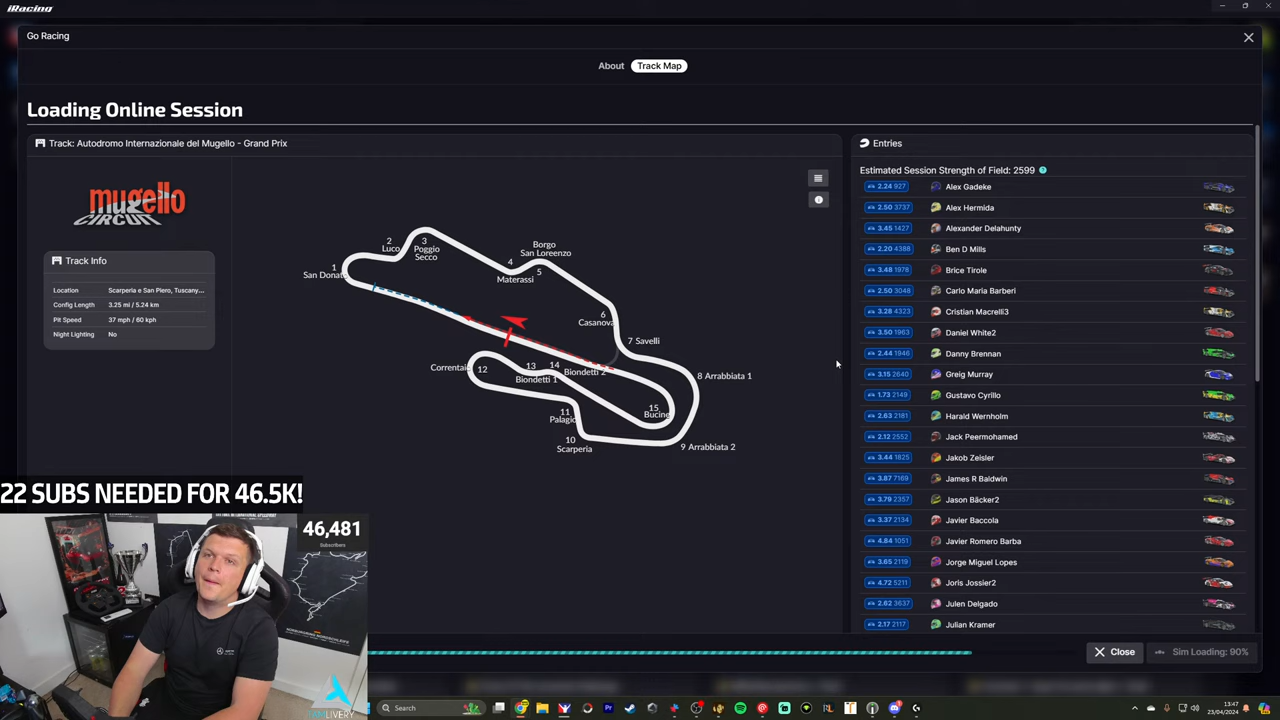 iRacing
Go Racing
About
Track Map
Loading Online Session
Track: Autodromo Internazionale del Mugello - Grand Prix
mugello
CIRCUIT
Track Info
Location Scarperia e San Piero, Tuscany...
Config Length 3.25 mi / 5.24 km
Pit Speed 37 mph / 60 kph
Night Lighting No
1
San Donato
2
Luco
3
Poggio
Secco
4
Materassi
Borgo
San Lorenzo
5
6
Casanova
7 Savelli
8 Arrabbiata 1
9 Arrabbiata 2
10
Scarperia
11
Palagio
Correntaio
12
13
Biondetti 1
14
Biondetti 2
15
Bucine
Entries
Estimated Session Strength of Field: 2599
2.24 927 Alex Gadeke
2.50 3737 Alex Hermida
3.45 1427 Alexander Delahunty
2.20 4388 Ben D Mills
3.48 1978 Brice Tirole
2.50 3048 Carlo Maria Barberi
3.28 4323 Cristian Macrelli3
3.50 1963 Daniel White2
2.44 1946 Danny Brennan
3.15 2640 Greig Murray
1.73 2149 Gustavo Cyrillo
2.63 2181 Harald Wernholm
2.12 2552 Jack Peermohamed
3.44 1825 Jakob Zeisler
3.87 7169 James R Baldwin
3.79 2357 Jason Bäcker2
3.37 2134 Javier Baccola
4.84 1051 Javier Romero Barba
3.65 2119 Jorge Miguel Lopes
4.72 5211 Joris Jossier2
2.62 3637 Julen Delgado
2.17 2117 Julian Kramer
22 SUBS NEEDED FOR 46.5K!
46,481
Subscribers
Close
Sim Loading: 90%
Search
13:47
23/04/2024